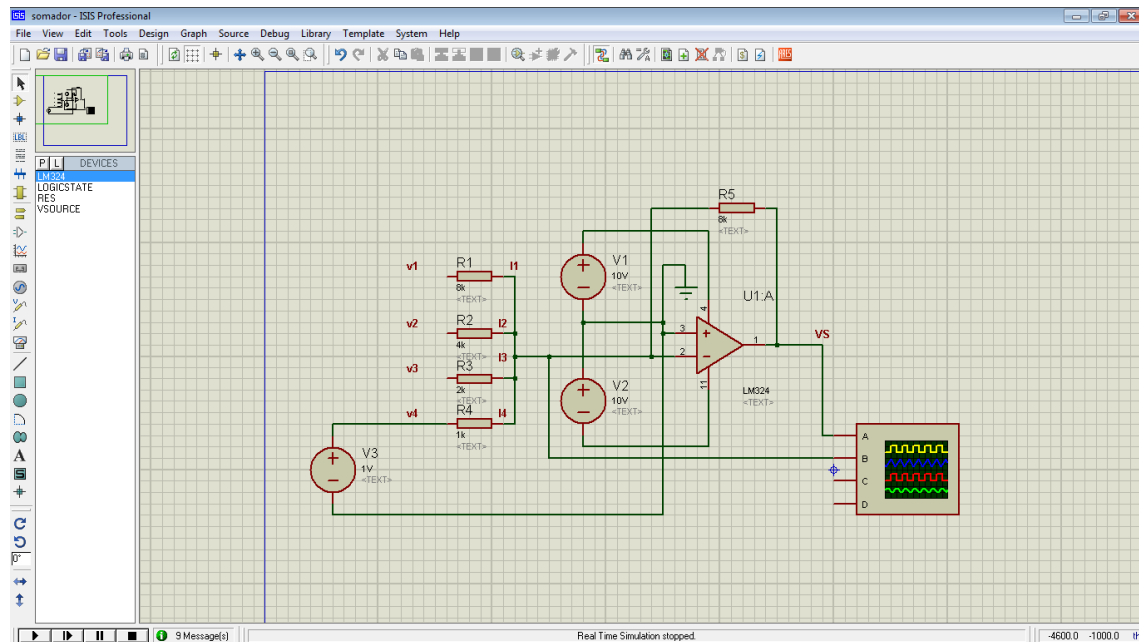 ISIS somador - ISIS Professional
File View Edit Tools Design Graph Source Debug Library Template System Help
LBL
P L DEVICES
LM324
LOGICSTATE
RES
VSOURCE
A
S
0°
R5
8k
<TEXT>
v1
R1
I1
8k
<TEXT>
V1
10V
<TEXT>
U1:A
4
v2
R2
I2
4k
<TEXT>
3
2
1
VS
v3
R3
I3
2k
<TEXT>
V2
10V
<TEXT>
11
LM324
<TEXT>
v4
R4
I4
1k
<TEXT>
V3
1V
<TEXT>
A
B
C
D
9 Message(s)
Real Time Simulation stopped.
-4600.0 -1000.0 th